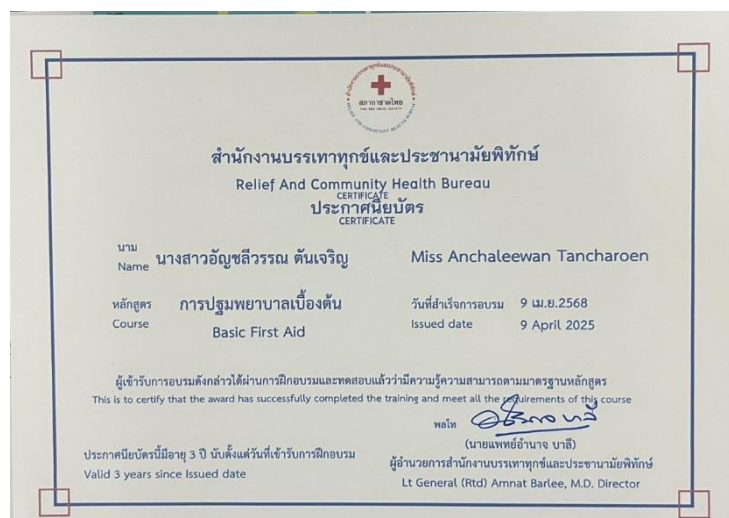 สภากาชาดไทย
สำนักงานบรรเทาทุกข์และประชานามัยพิทักษ์
Relief And Community Health Bureau
CERTIFICATE
ประกาศนียบัตร
CERTIFICATE
นาม นางสาวอัญชลีวรรณ ตันเจริญ Miss Anchaleewan Tancharoen
Name
หลักสูตร การปฐมพยาบาลเบื้องต้น วันที่สำเร็จการอบรม 9 เม.ย.2568
Course Basic First Aid Issued date 9 April 2025
ผู้เข้ารับการอบรมดังกล่าวได้ผ่านการฝึกอบรมและทดสอบแล้วว่ามีความรู้ความสามารถตามมาตรฐานหลักสูตร
This is to certify that the award has successfully completed the training and meet all the requirements of this course
พลโท
(นายแพทย์อำนาจ บาลี)
ประกาศนียบัตรนี้มีอายุ 3 ปี นับตั้งแต่วันที่เข้ารับการฝึกอบรม ผู้อำนวยการสำนักงานบรรเทาทุกข์และประชานามัยพิทักษ์
Valid 3 years since Issued date Lt General (Rtd) Amnat Barlee, M.D. Director